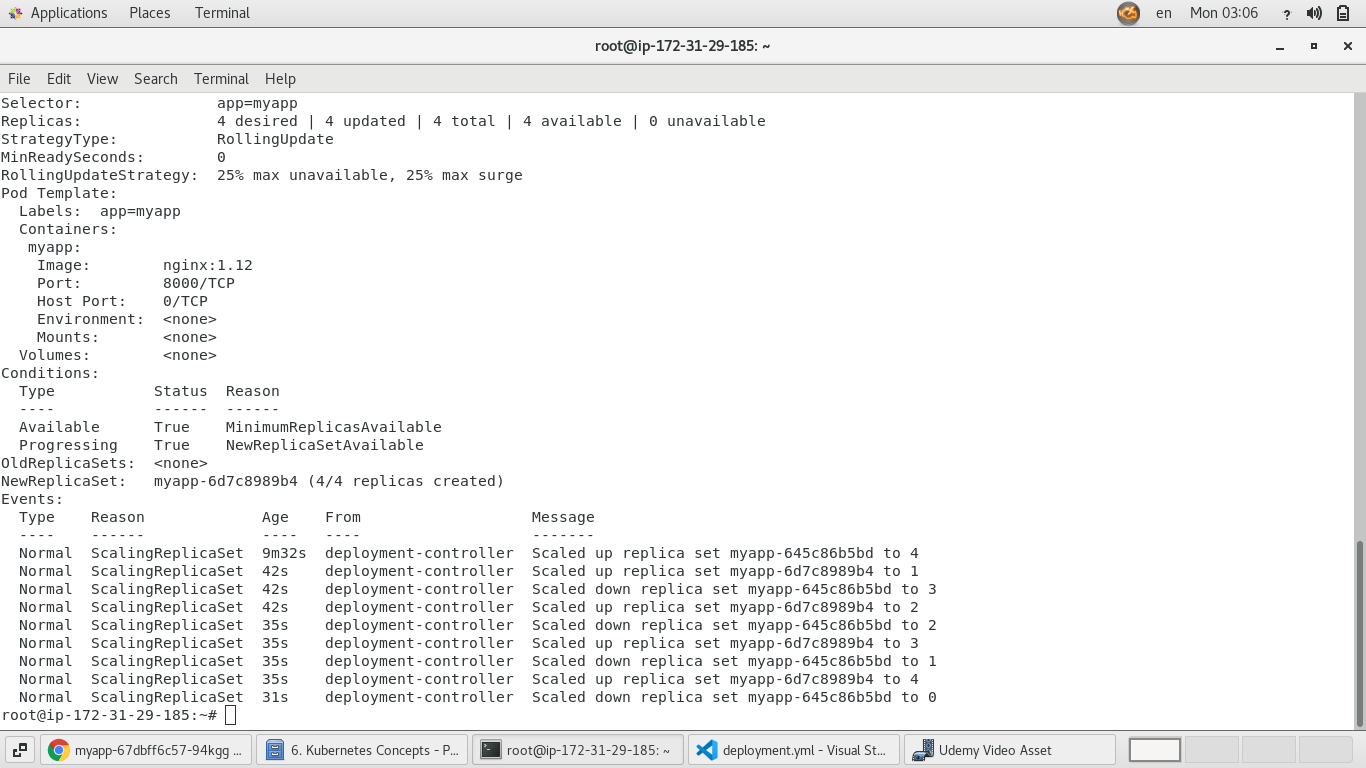 Applications Places Terminal en Mon 03:06 ?
root@ip-172-31-29-185: ~
File Edit View Search Terminal Help
Selector:               app=myapp
Replicas:               4 desired | 4 updated | 4 total | 4 available | 0 unavailable
StrategyType:           RollingUpdate
MinReadySeconds:        0
RollingUpdateStrategy:  25% max unavailable, 25% max surge
Pod Template:
  Labels:  app=myapp
  Containers:
   myapp:
    Image:        nginx:1.12
    Port:         8000/TCP
    Host Port:    0/TCP
    Environment:  <none>
    Mounts:       <none>
  Volumes:        <none>
Conditions:
  Type           Status  Reason
  ----           ------  ------
  Available      True    MinimumReplicasAvailable
  Progressing    True    NewReplicaSetAvailable
OldReplicaSets:  <none>
NewReplicaSet:   myapp-6d7c8989b4 (4/4 replicas created)
Events:
  Type    Reason             Age    From                   Message
  ----    ------             ----   ----                   -------
  Normal  ScalingReplicaSet  9m32s  deployment-controller  Scaled up replica set myapp-645c86b5bd to 4
  Normal  ScalingReplicaSet  42s    deployment-controller  Scaled up replica set myapp-6d7c8989b4 to 1
  Normal  ScalingReplicaSet  42s    deployment-controller  Scaled down replica set myapp-645c86b5bd to 3
  Normal  ScalingReplicaSet  42s    deployment-controller  Scaled up replica set myapp-6d7c8989b4 to 2
  Normal  ScalingReplicaSet  35s    deployment-controller  Scaled down replica set myapp-645c86b5bd to 2
  Normal  ScalingReplicaSet  35s    deployment-controller  Scaled up replica set myapp-6d7c8989b4 to 3
  Normal  ScalingReplicaSet  35s    deployment-controller  Scaled down replica set myapp-645c86b5bd to 1
  Normal  ScalingReplicaSet  35s    deployment-controller  Scaled up replica set myapp-6d7c8989b4 to 4
  Normal  ScalingReplicaSet  31s    deployment-controller  Scaled down replica set myapp-645c86b5bd to 0
root@ip-172-31-29-185:~#
myapp-67dbff6c57-94kgg ... 6. Kubernetes Concepts - P... root@ip-172-31-29-185: ~ deployment.yml - Visual St... Udemy Video Asset